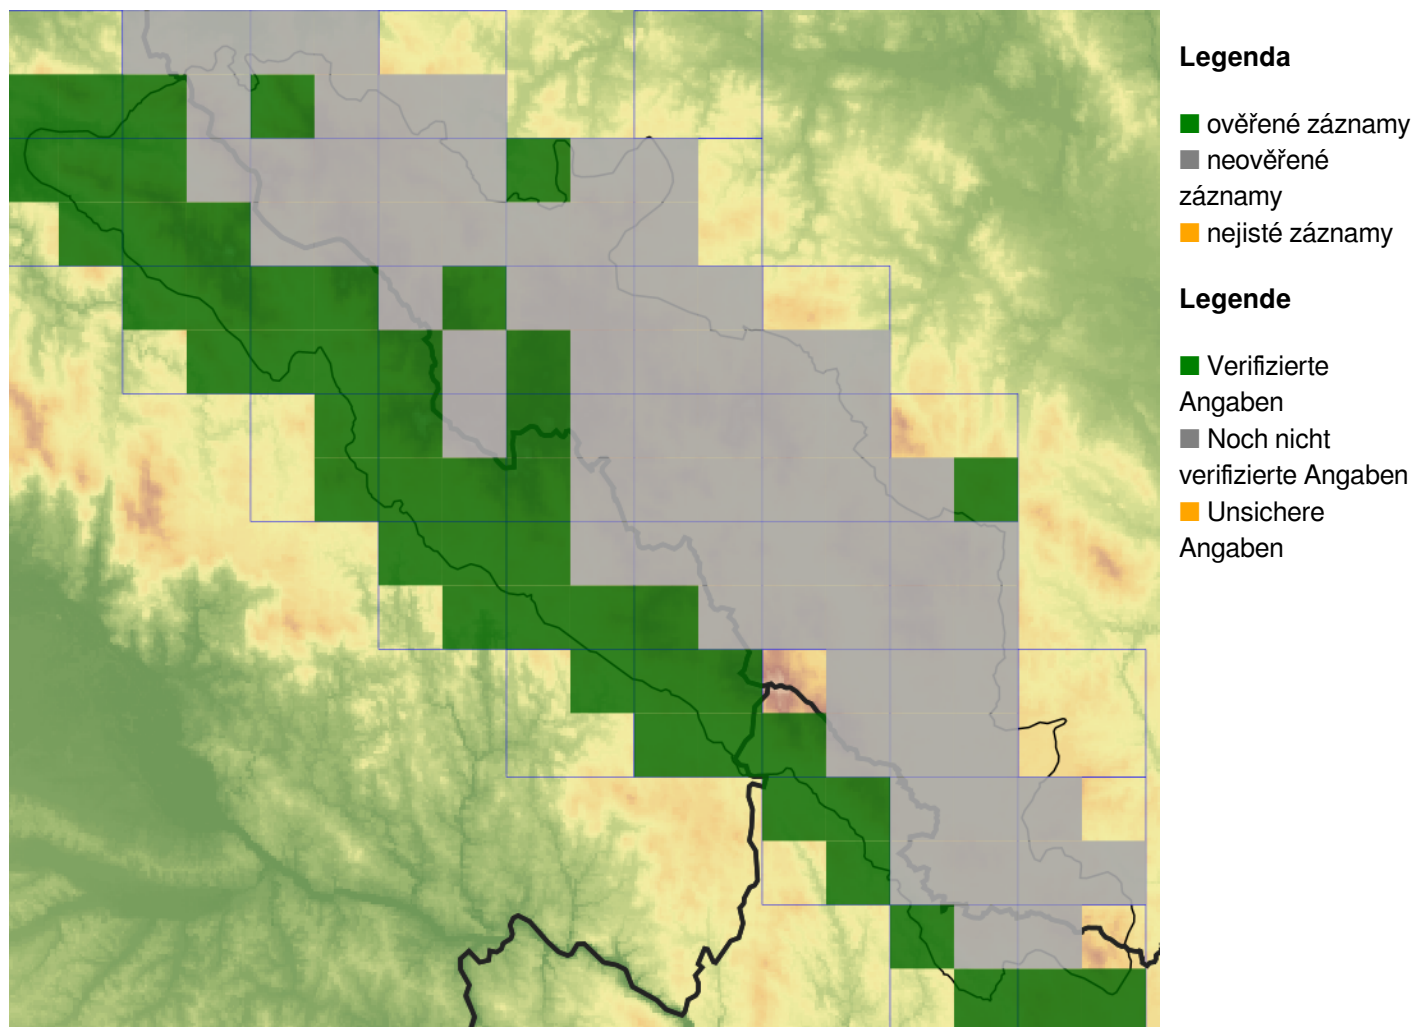 Legenda
ověřené záznamy
neověřené
záznamy
nejisté záznamy
Legende
Verifizierte
Angaben
Noch nicht
verifizierte Angaben
Unsichere
Angaben